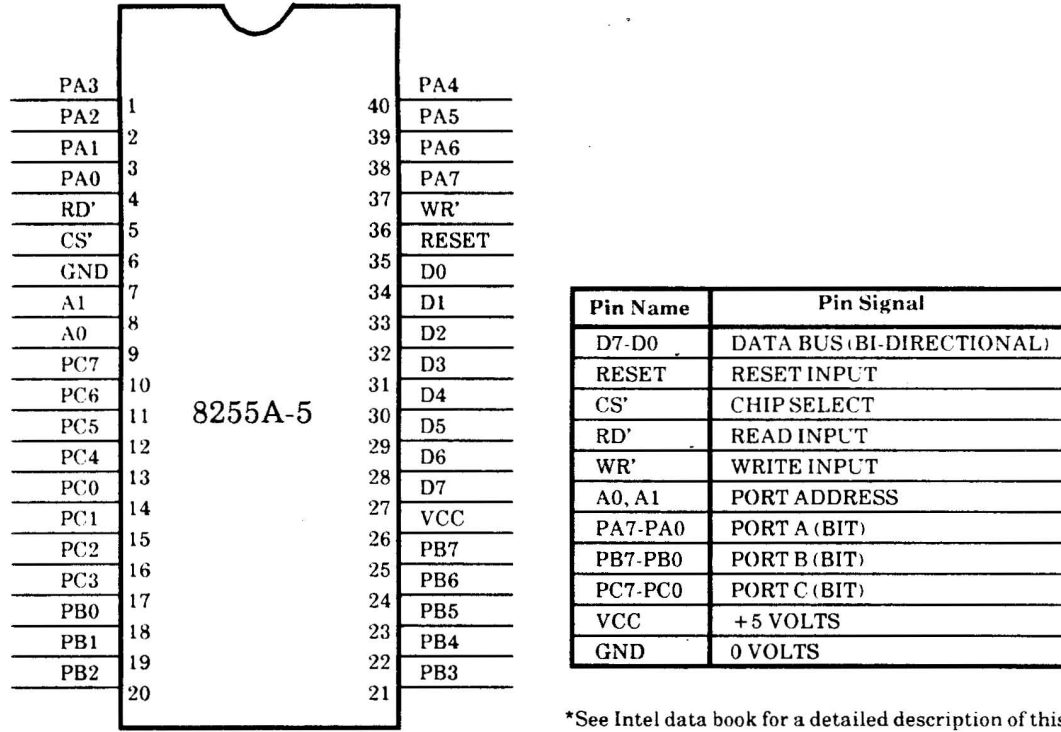 PA3 1 40 PA4
PA2 2 39 PA5
PA1 3 38 PA6
PA0 4 37 PA7
RD' 5 36 WR'
CS' 6 35 RESET
GND 7 34 D0
A1 8 33 D1
A0 9 32 D2
PC7 10 31 D3
PC6 11 30 D4
PC5 12 29 D5
PC4 13 28 D6
PC0 14 27 D7
PC1 15 26 VCC
PC2 16 25 PB7
PC3 17 24 PB6
PB0 18 23 PB5
PB1 19 22 PB4
PB2 20 21 PB3
8255A-5
Pin Name Pin Signal
D7-D0 DATA BUS (BI-DIRECTIONAL)
RESET RESET INPUT
CS' CHIP SELECT
RD' READ INPUT
WR' WRITE INPUT
A0, A1 PORT ADDRESS
PA7-PA0 PORT A (BIT)
PB7-PB0 PORT B (BIT)
PC7-PC0 PORT C (BIT)
VCC +5 VOLTS
GND 0 VOLTS
*See Intel data book for a detailed description of this